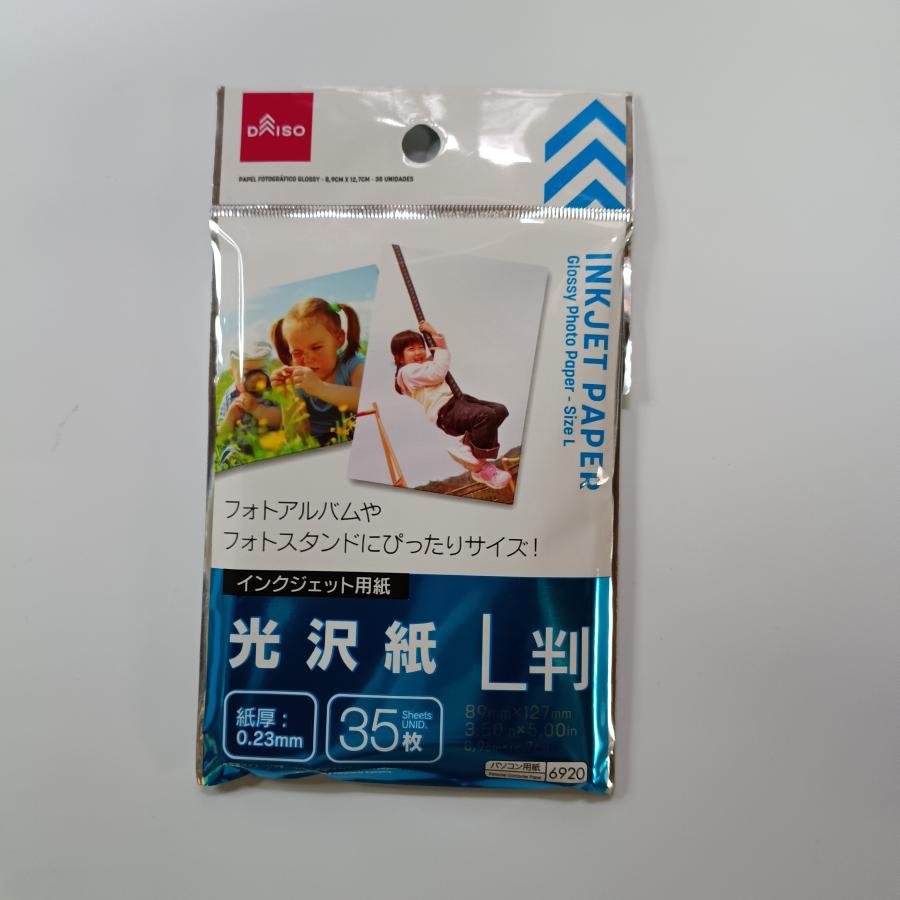 DAISO
PAPEL FOTOGRÁFICO GLOSSY - 8,9CM X 12,7CM - 35 UNIDADES
INKJET PAPER
Glossy Photo Paper - Size L
フォトアルバムや
フォトスタンドにぴったりサイズ!
インクジェット用紙
光沢紙 L判
紙厚:
0.23mm
35
Sheets
UNID.
枚
89mm×127mm
3.50in×5.00in
パソコン用紙
Personal Computer Paper
6920